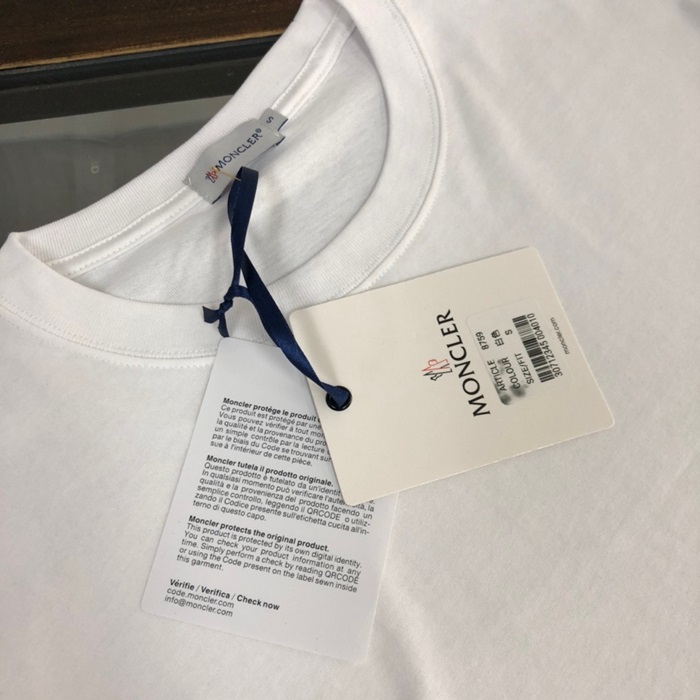 MONCLER®
S
MONCLER
ARTICLE 8759
COLOUR 白色
SIZE/FIT S
30712345 004010
moncler.com
Moncler protège le produit
Ce produit est protégé par une
Vous pouvez vérifier à tout
la qualité et la provenance du
un simple contrôle par la lecture
par le biais du Code se trouvant
sue à l'intérieur de cette pièce.
Moncler tutela il prodotto originale.
Questo prodotto è tutelato da un'identità
In qualsiasi momento può verificare l'autenticità, la
qualità e la provenienza del prodotto facendo un
semplice controllo, leggendo il QRCODE o utiliz-
zando il Codice presente sull'etichetta cucita all'in-
terno di questo capo.
Moncler protects the original product.
This product is protected by its own digital identity.
You can check your product information at any
time. Simply perform a check by reading QRCODE
or using the Code present on the label sewn inside
this garment.
Vérifie / Verifica / Check now
code.moncler.com
info@moncler.com